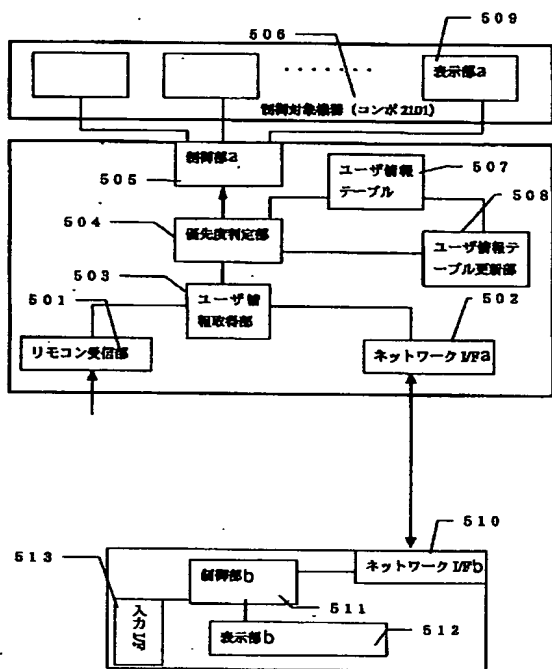 509
506
表示部a
制御対象機器(コンポ2101)
制御部a
505
ユーザ情報
テーブル
507
508
504
優先度判定部
ユーザ情報テ
ーブル更新部
503
ユーザ情
報取得部
501
502
リモコン受信部
ネットワークI/Fa
510
513
ネットワークI/Fb
制御部b
511
入力I/F
表示部b
512